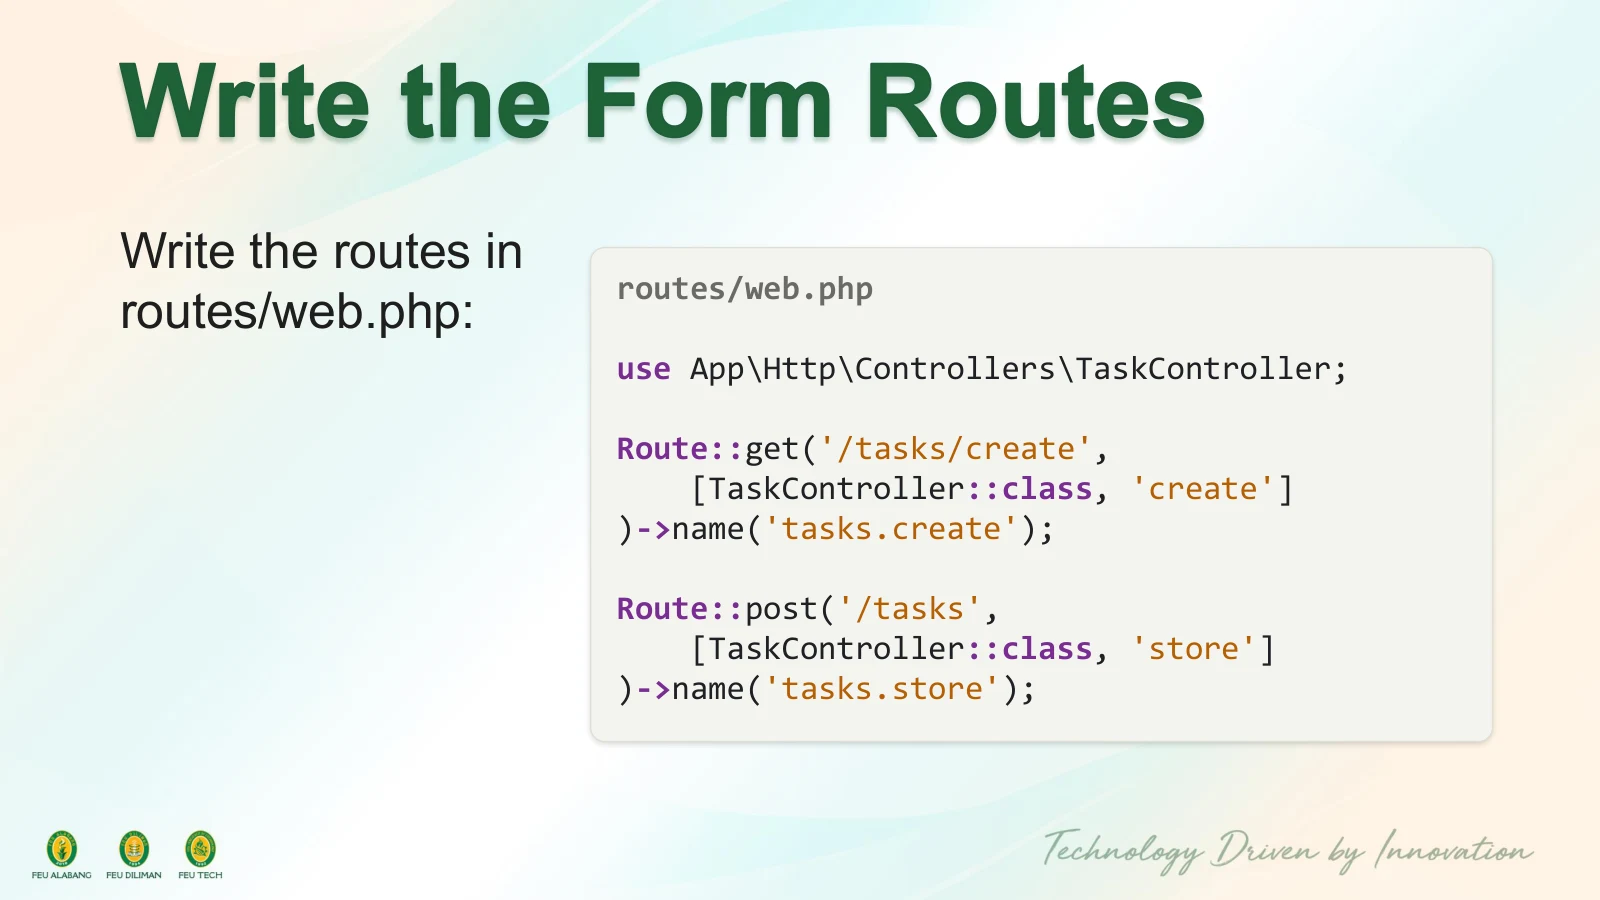 Write the Form Routes
Write the routes in
routes/web.php:
routes/web.php
use App\Http\Controllers\TaskController;
Route::get('/tasks/create',
    [TaskController::class, 'create']
)->name('tasks.create');
Route::post('/tasks',
    [TaskController::class, 'store']
)->name('tasks.store');
FEU ALABANG
FEU DILIMAN
FEU TECH
Technology Driven by Innovation